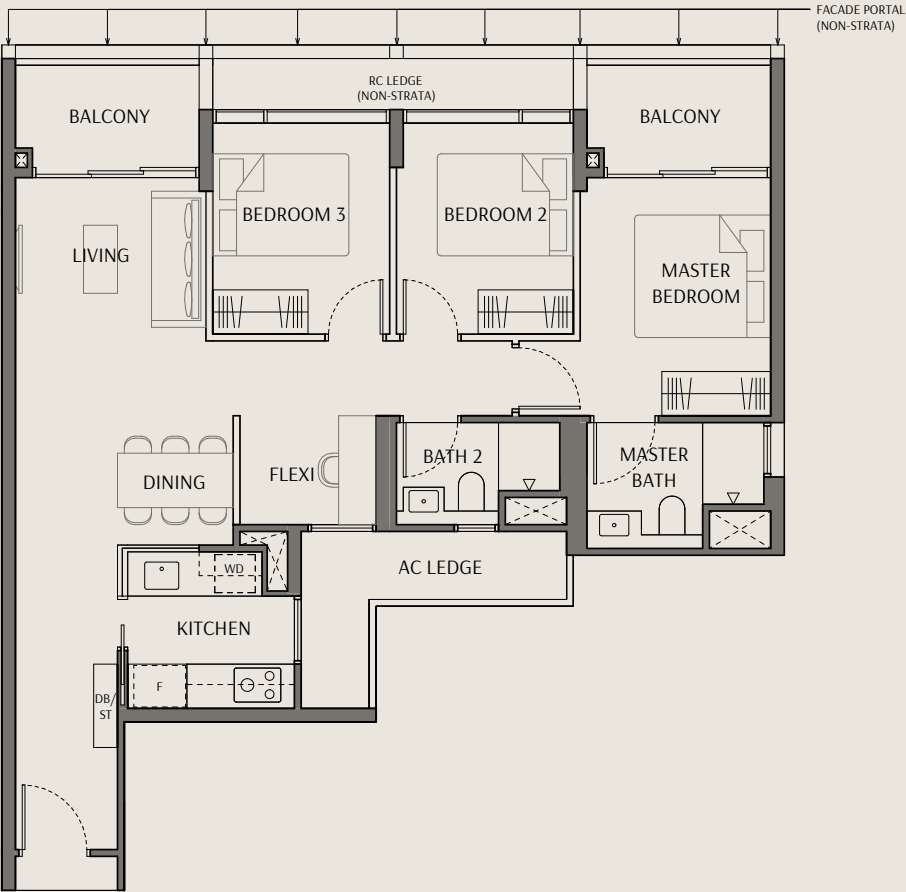 FACADE PORTAL
(NON-STRATA)
RC LEDGE
(NON-STRATA)
BALCONY
BALCONY
BEDROOM 3
BEDROOM 2
LIVING
MASTER
BEDROOM
BATH 2
MASTER
BATH
FLEXI
DINING
AC LEDGE
WD
KITCHEN
F
DB/
ST